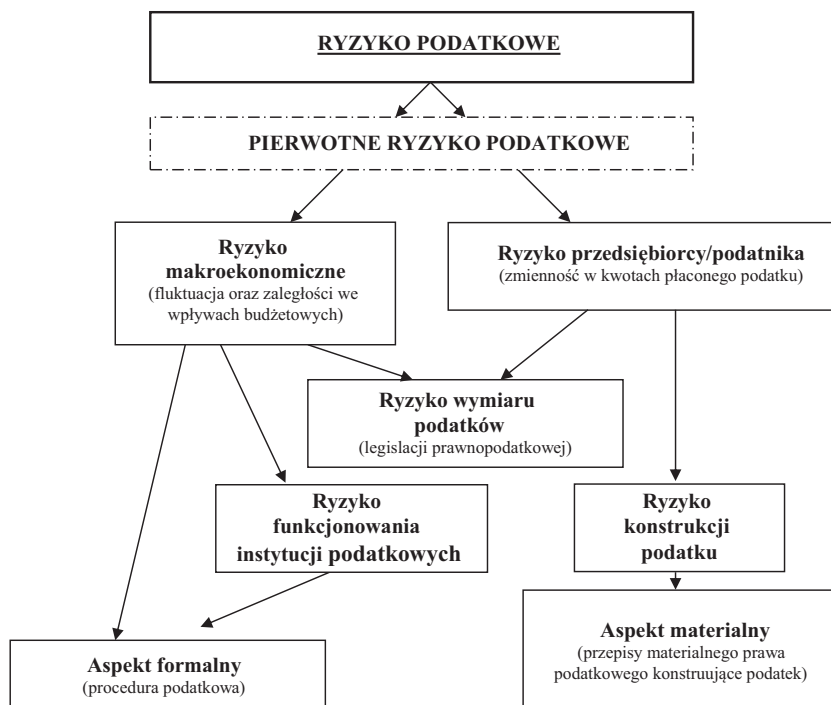 RYZYKO PODATKOWE
PIERWOTNE RYZYKO PODATKOWE
Ryzyko
makroekonomiczne
(fluktuacja oraz zaległości we
wpływach budżetowych)
Ryzyko przedsiębiorcy/podatnika
(zmienność w kwotach płaconego podatku)
Ryzyko wymiaru
podatków
(legislacji prawnopodatkowej)
Ryzyko
funkcjonowania
instytucji podatkowych
Ryzyko
konstrukcji
podatku
Aspekt formalny
(procedura podatkowa)
Aspekt materialny
(przepisy materialnego prawa
podatkowego konstruujące podatek)